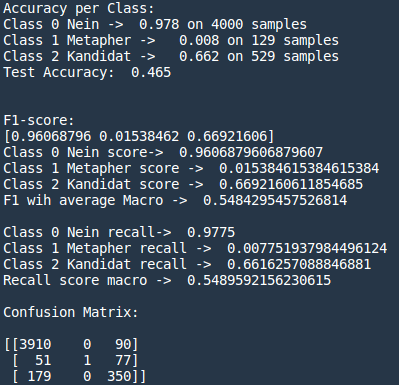 Accuracy per Class:
Class 0 Nein -> 0.978 on 4000 samples
Class 1 Metapher -> 0.008 on 129 samples
Class 2 Kandidat -> 0.662 on 529 samples
Test Accuracy: 0.465
F1-score:
[0.96068796 0.01538462 0.66921606]
Class 0 Nein score-> 0.9606879606879607
Class 1 Metapher score -> 0.015384615384615384
Class 2 Kandidat score -> 0.6692160611854685
F1 wih average Macro -> 0.5484295457526814
Class 0 Nein recall-> 0.9775
Class 1 Metapher recall -> 0.007751937984496124
Class 2 Kandidat recall -> 0.6616257088846881
Recall score macro -> 0.5489592156230615
Confusion Matrix:
[[3910 0 90]
[ 51 1 77]
[ 179 0 350]]